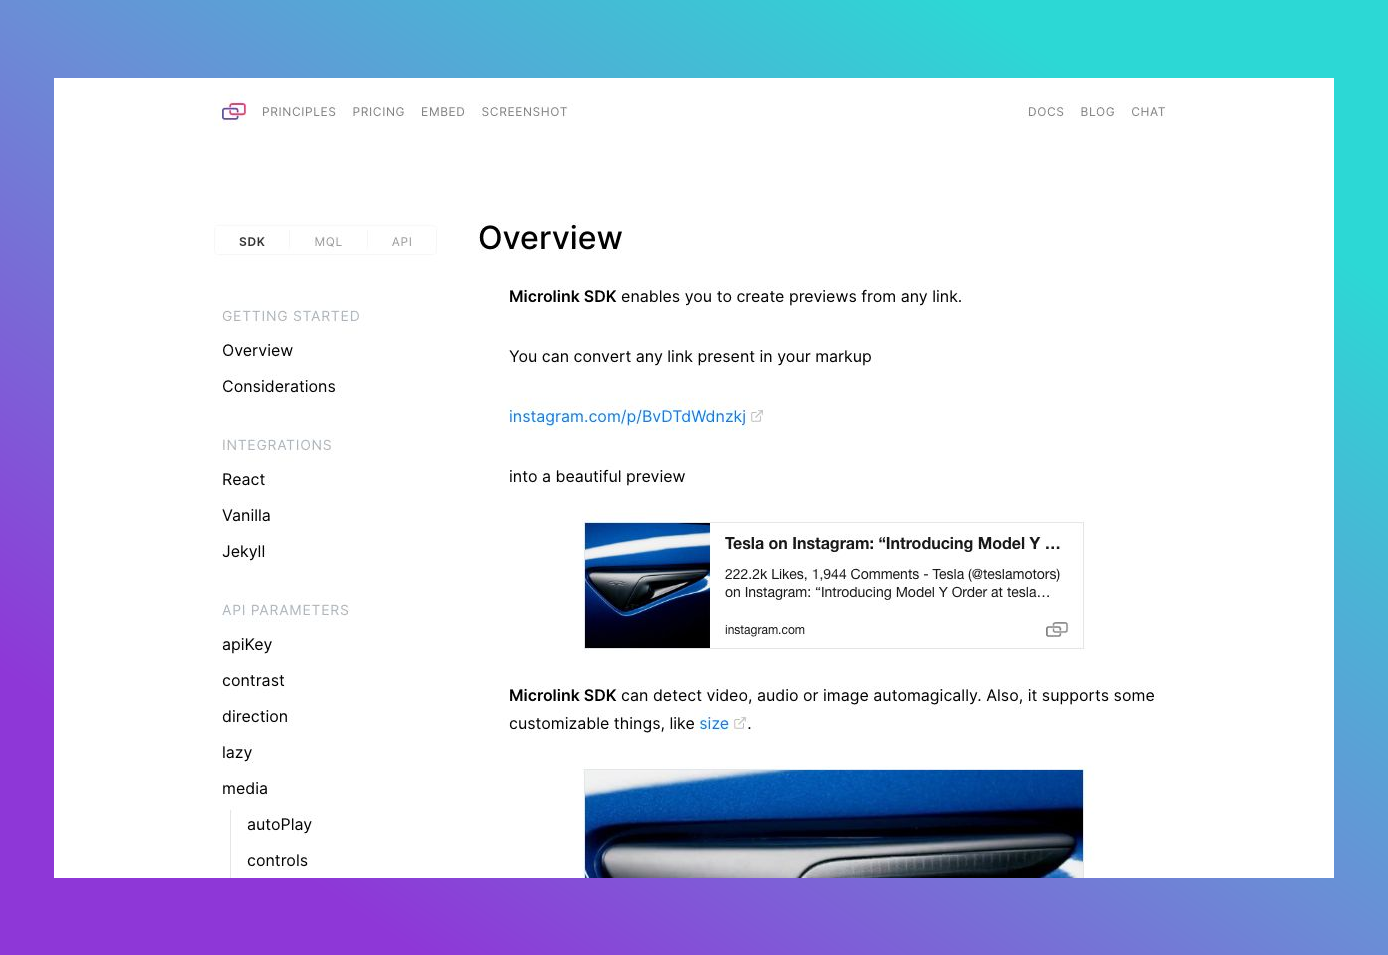 PRINCIPLES PRICING EMBED SCREENSHOT DOCS BLOG CHAT
SDK MQL API
GETTING STARTED
Overview
Considerations
INTEGRATIONS
React
Vanilla
Jekyll
API PARAMETERS
apiKey
contrast
direction
lazy
media
autoPlay
controls
Overview
Microlink SDK enables you to create previews from any link.
You can convert any link present in your markup
instagram.com/p/BvDTdWdnzkj
into a beautiful preview
Tesla on Instagram: “Introducing Model Y ...
222.2k Likes, 1,944 Comments - Tesla (@teslamotors)
on Instagram: “Introducing Model Y Order at tesla...
instagram.com
Microlink SDK can detect video, audio or image automagically. Also, it supports some
customizable things, like size.